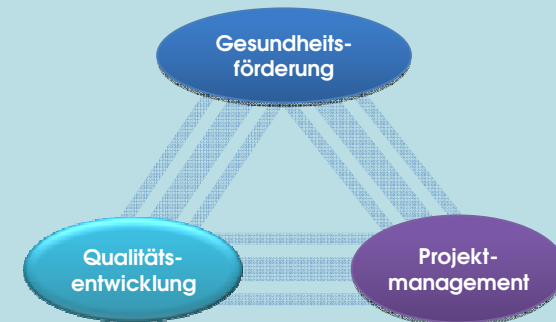 Gesundheits-
förderung
Qualitäts-
entwicklung
Projekt-
management